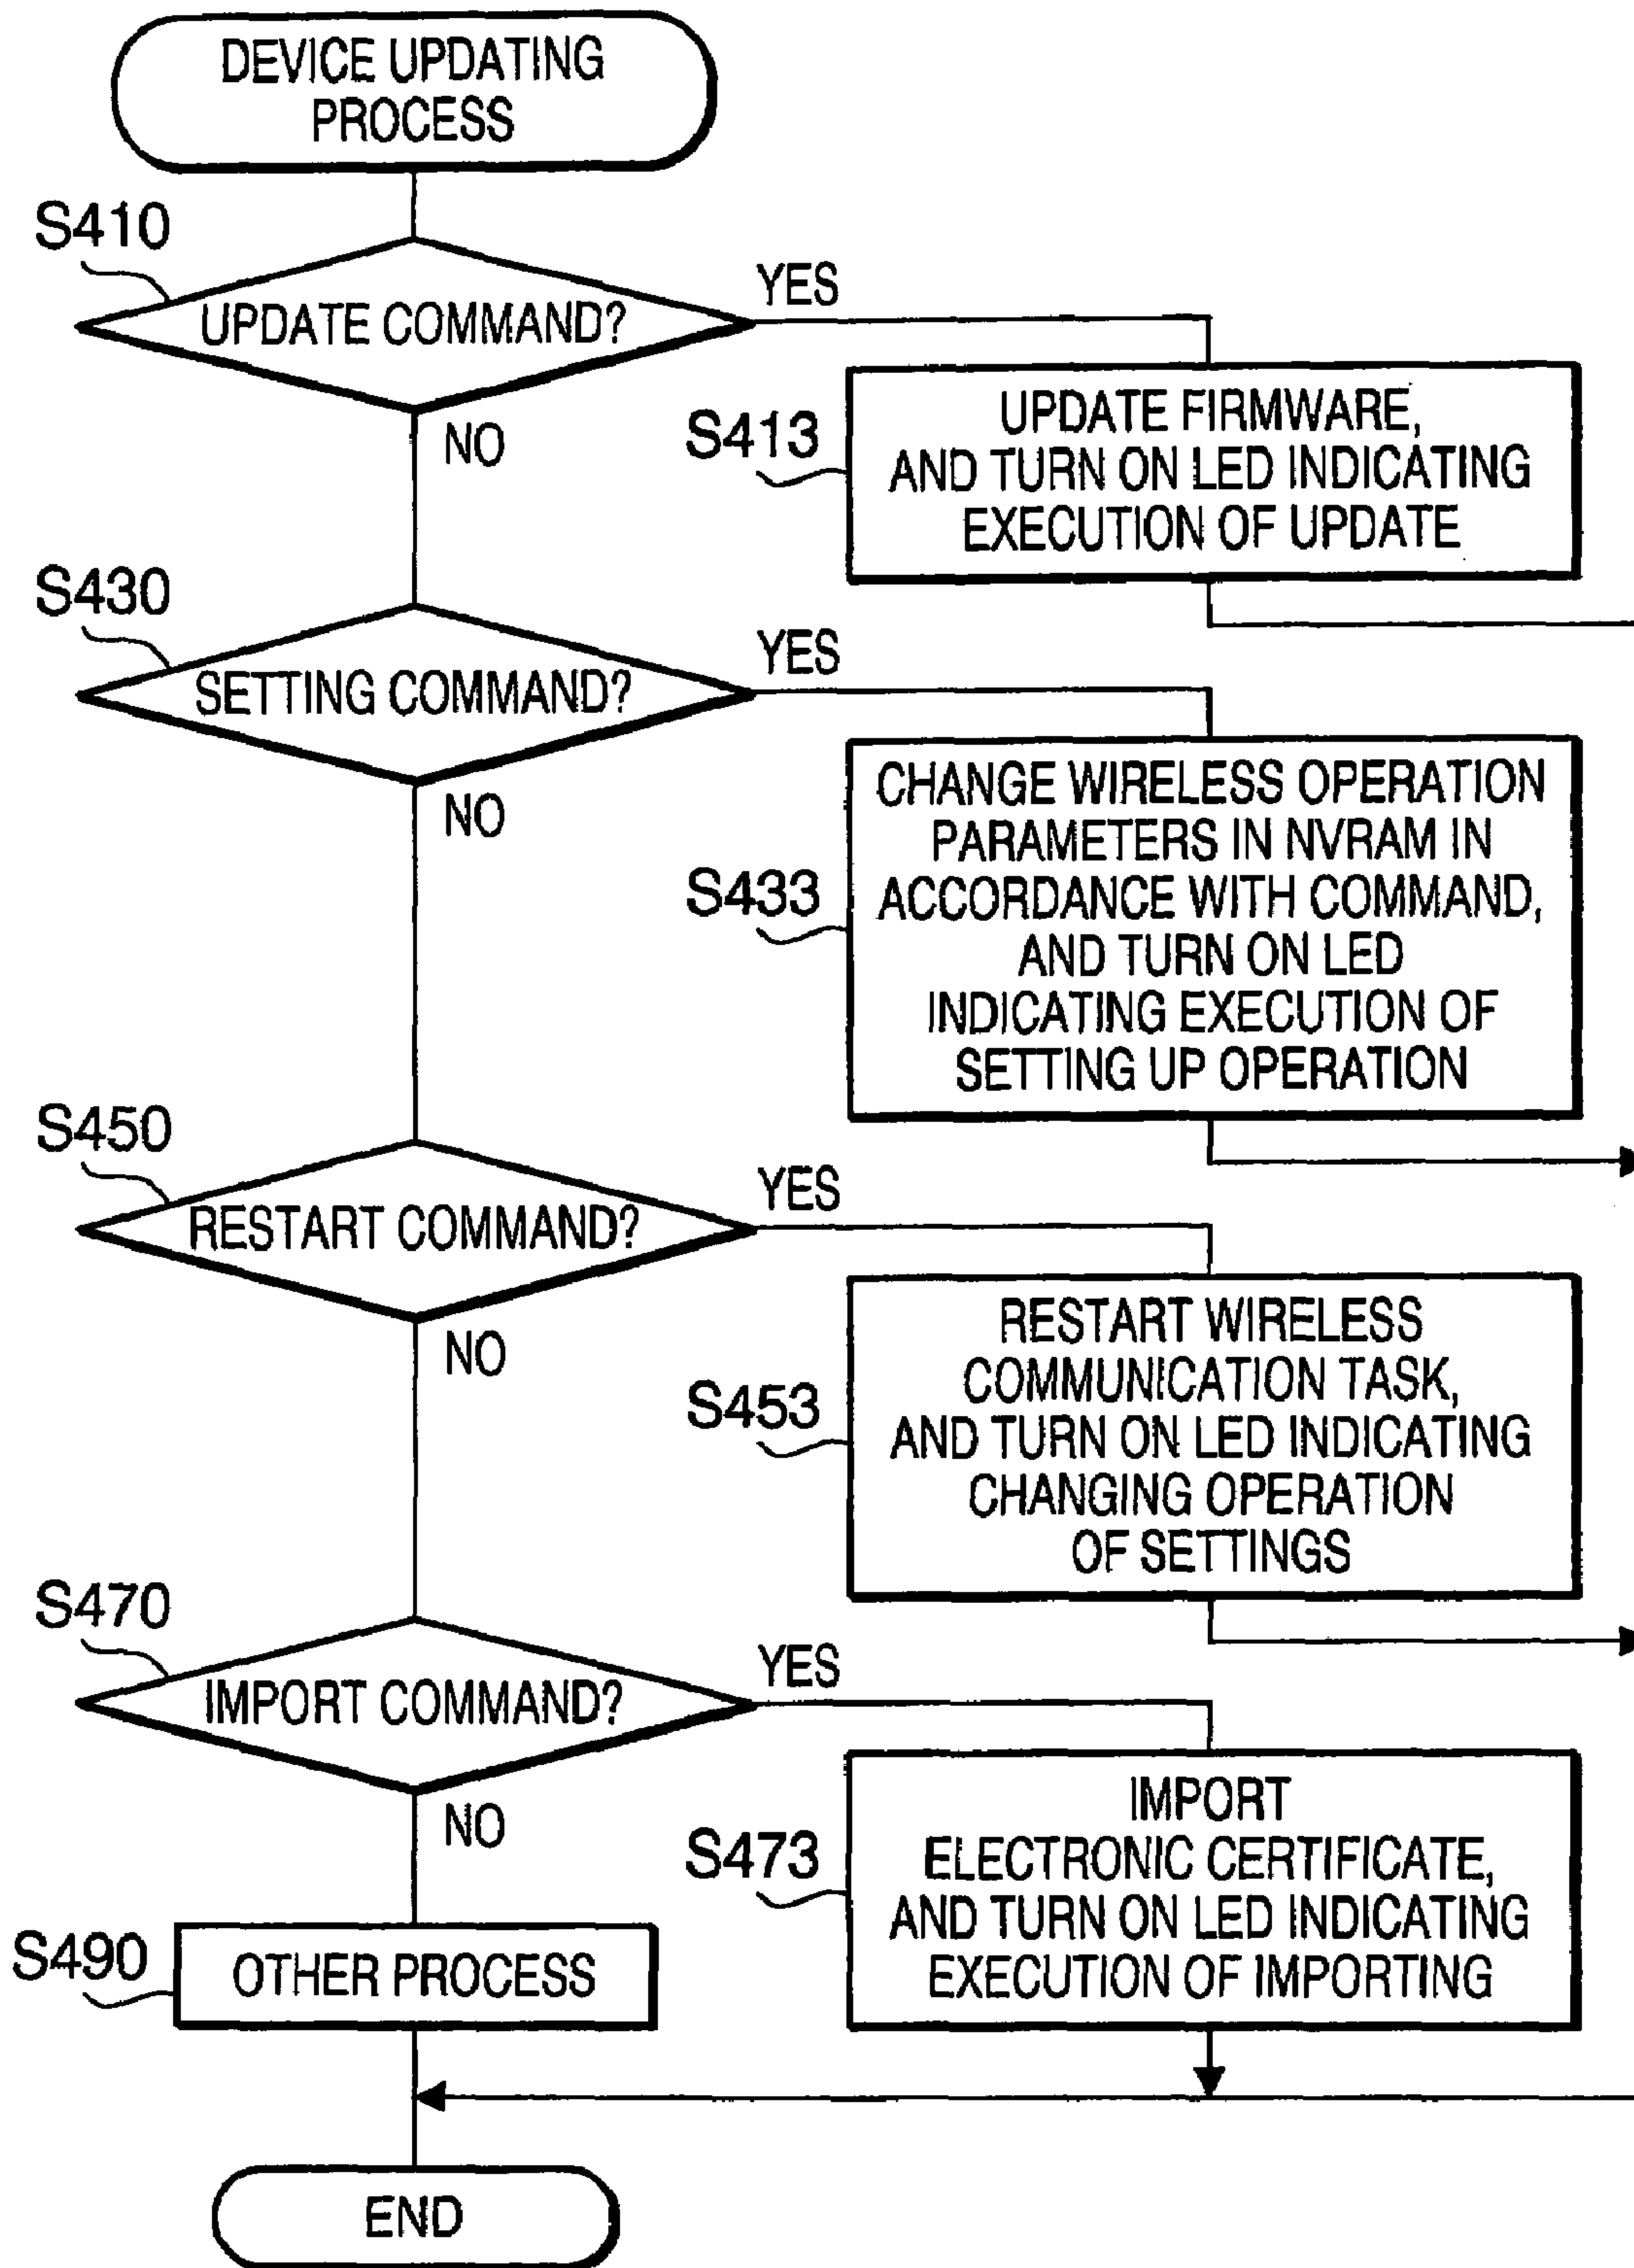 DEVICE UPDATING
PROCESS
S410
UPDATE COMMAND?
YES
NO
S413
UPDATE FIRMWARE,
AND TURN ON LED INDICATING
EXECUTION OF UPDATE
S430
SETTING COMMAND?
YES
NO
S433
CHANGE WIRELESS OPERATION
PARAMETERS IN NVRAM IN
ACCORDANCE WITH COMMAND,
AND TURN ON LED
INDICATING EXECUTION OF
SETTING UP OPERATION
S450
RESTART COMMAND?
YES
NO
S453
RESTART WIRELESS
COMMUNICATION TASK,
AND TURN ON LED INDICATING
CHANGING OPERATION
OF SETTINGS
S470
IMPORT COMMAND?
YES
NO
S473
IMPORT
ELECTRONIC CERTIFICATE,
AND TURN ON LED INDICATING
EXECUTION OF IMPORTING
S490
OTHER PROCESS
END